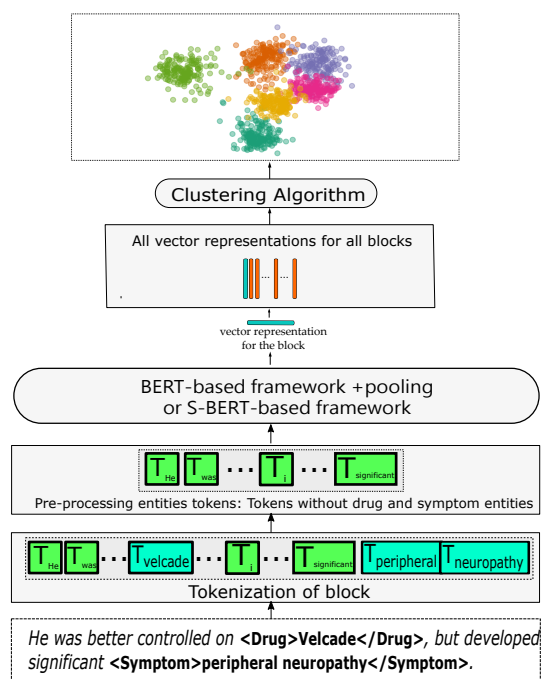 Clustering Algorithm
All vector representations for all blocks
... ...
.
vector representation
for the block
BERT-based framework +pooling
or S-BERT-based framework
T He T was ... T i ... T significant
Pre-processing entities tokens: Tokens without drug and symptom entities
T He T was ... T velcade ... T i ... T significant T peripheral T neuropathy
Tokenization of block
He was better controlled on <Drug>Velcade</Drug>, but developed
significant <Symptom>peripheral neuropathy</Symptom>.